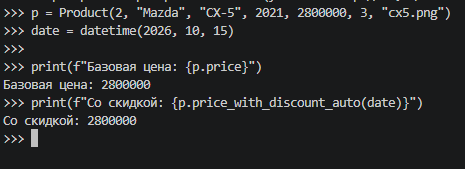 >>> p = Product(2, "Mazda", "CX-5", 2021, 2800000, 3, "cx5.png")
>>> date = datetime(2026, 10, 15)
>>>
>>> print(f"Базовая цена: {p.price}")
Базовая цена: 2800000
>>> print(f"Со скидкой: {p.price_with_discount_auto(date)}")
Со скидкой: 2800000
>>>